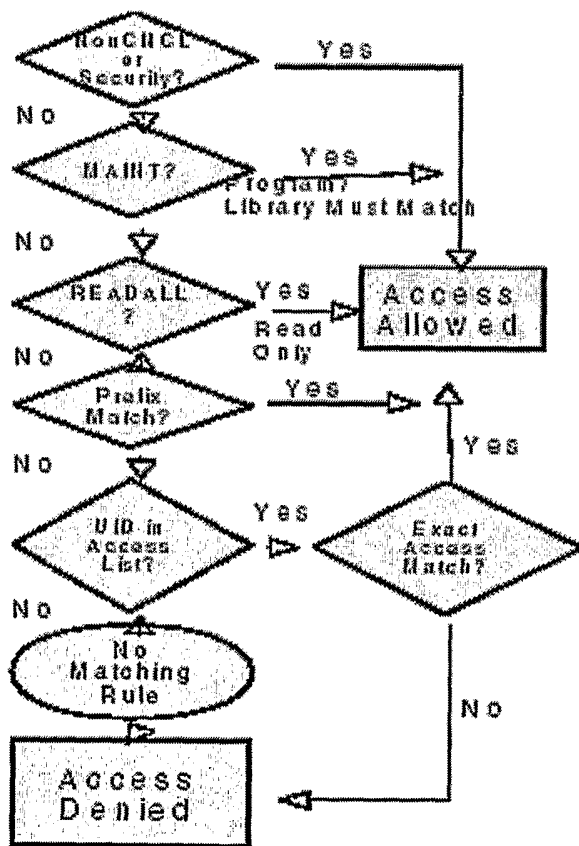 NonCNCL
or
Security?
Yes
No
MAINT?
Yes
Program?
Library Must Match
No
READALL
?
Yes
Read
Only
Access
Allowed
No
Prefix
Match?
Yes
Yes
No
UID in
Access
List?
Yes
Exact
Access
Match?
No
No
Matching
Rule
No
Access
Denied